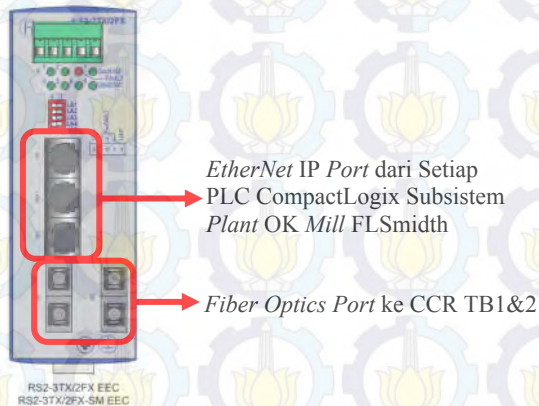 RS2-3TX/2FX
FAULT
EtherNet IP Port dari Setiap
PLC CompactLogix Subsistem
Plant OK Mill FLSmidth
Fiber Optics Port ke CCR TB1&2
RS2-3TX/2FX EEC
RS2-3TX/2FX-SM EEC